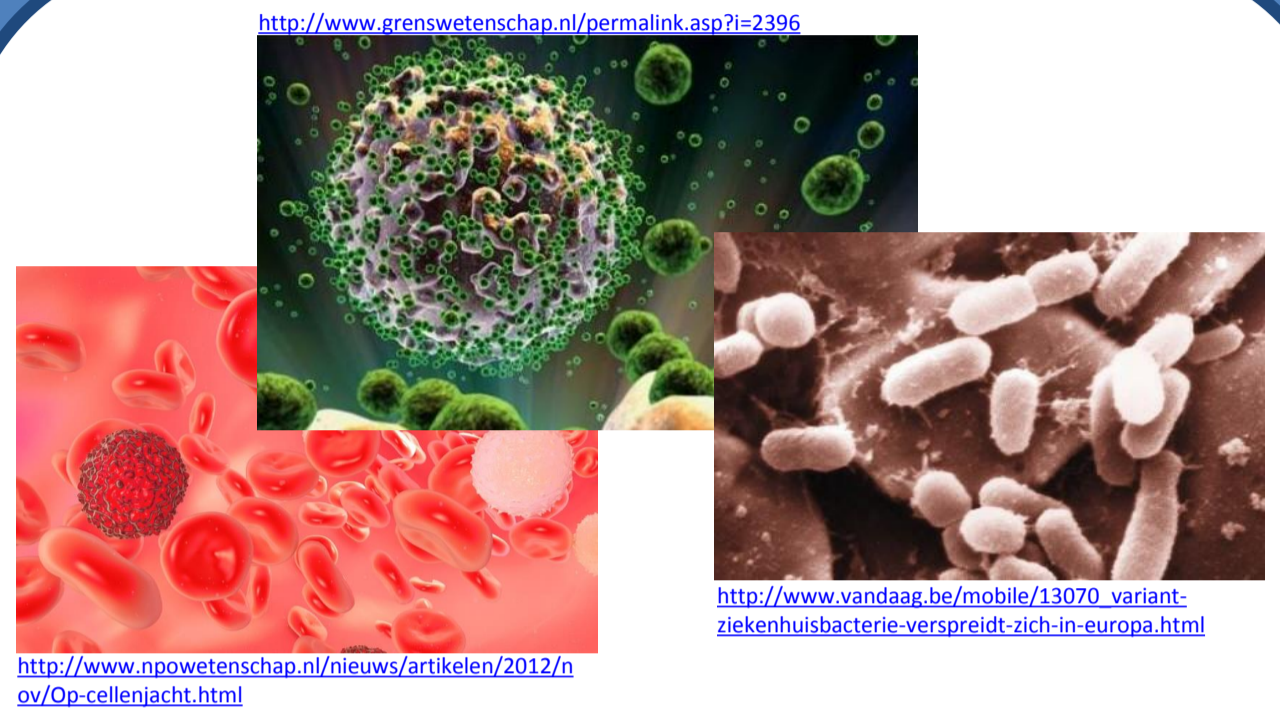 http://www.grenswetenschap.nl/permalink.asp?i=2396
http://www.vandaag.be/mobile/13070_variant-
ziekenhuisbacterie-verspreidt-zich-in-europa.html
http://www.npowetenschap.nl/nieuws/artikelen/2012/n
ov/Op-cellenjacht.html